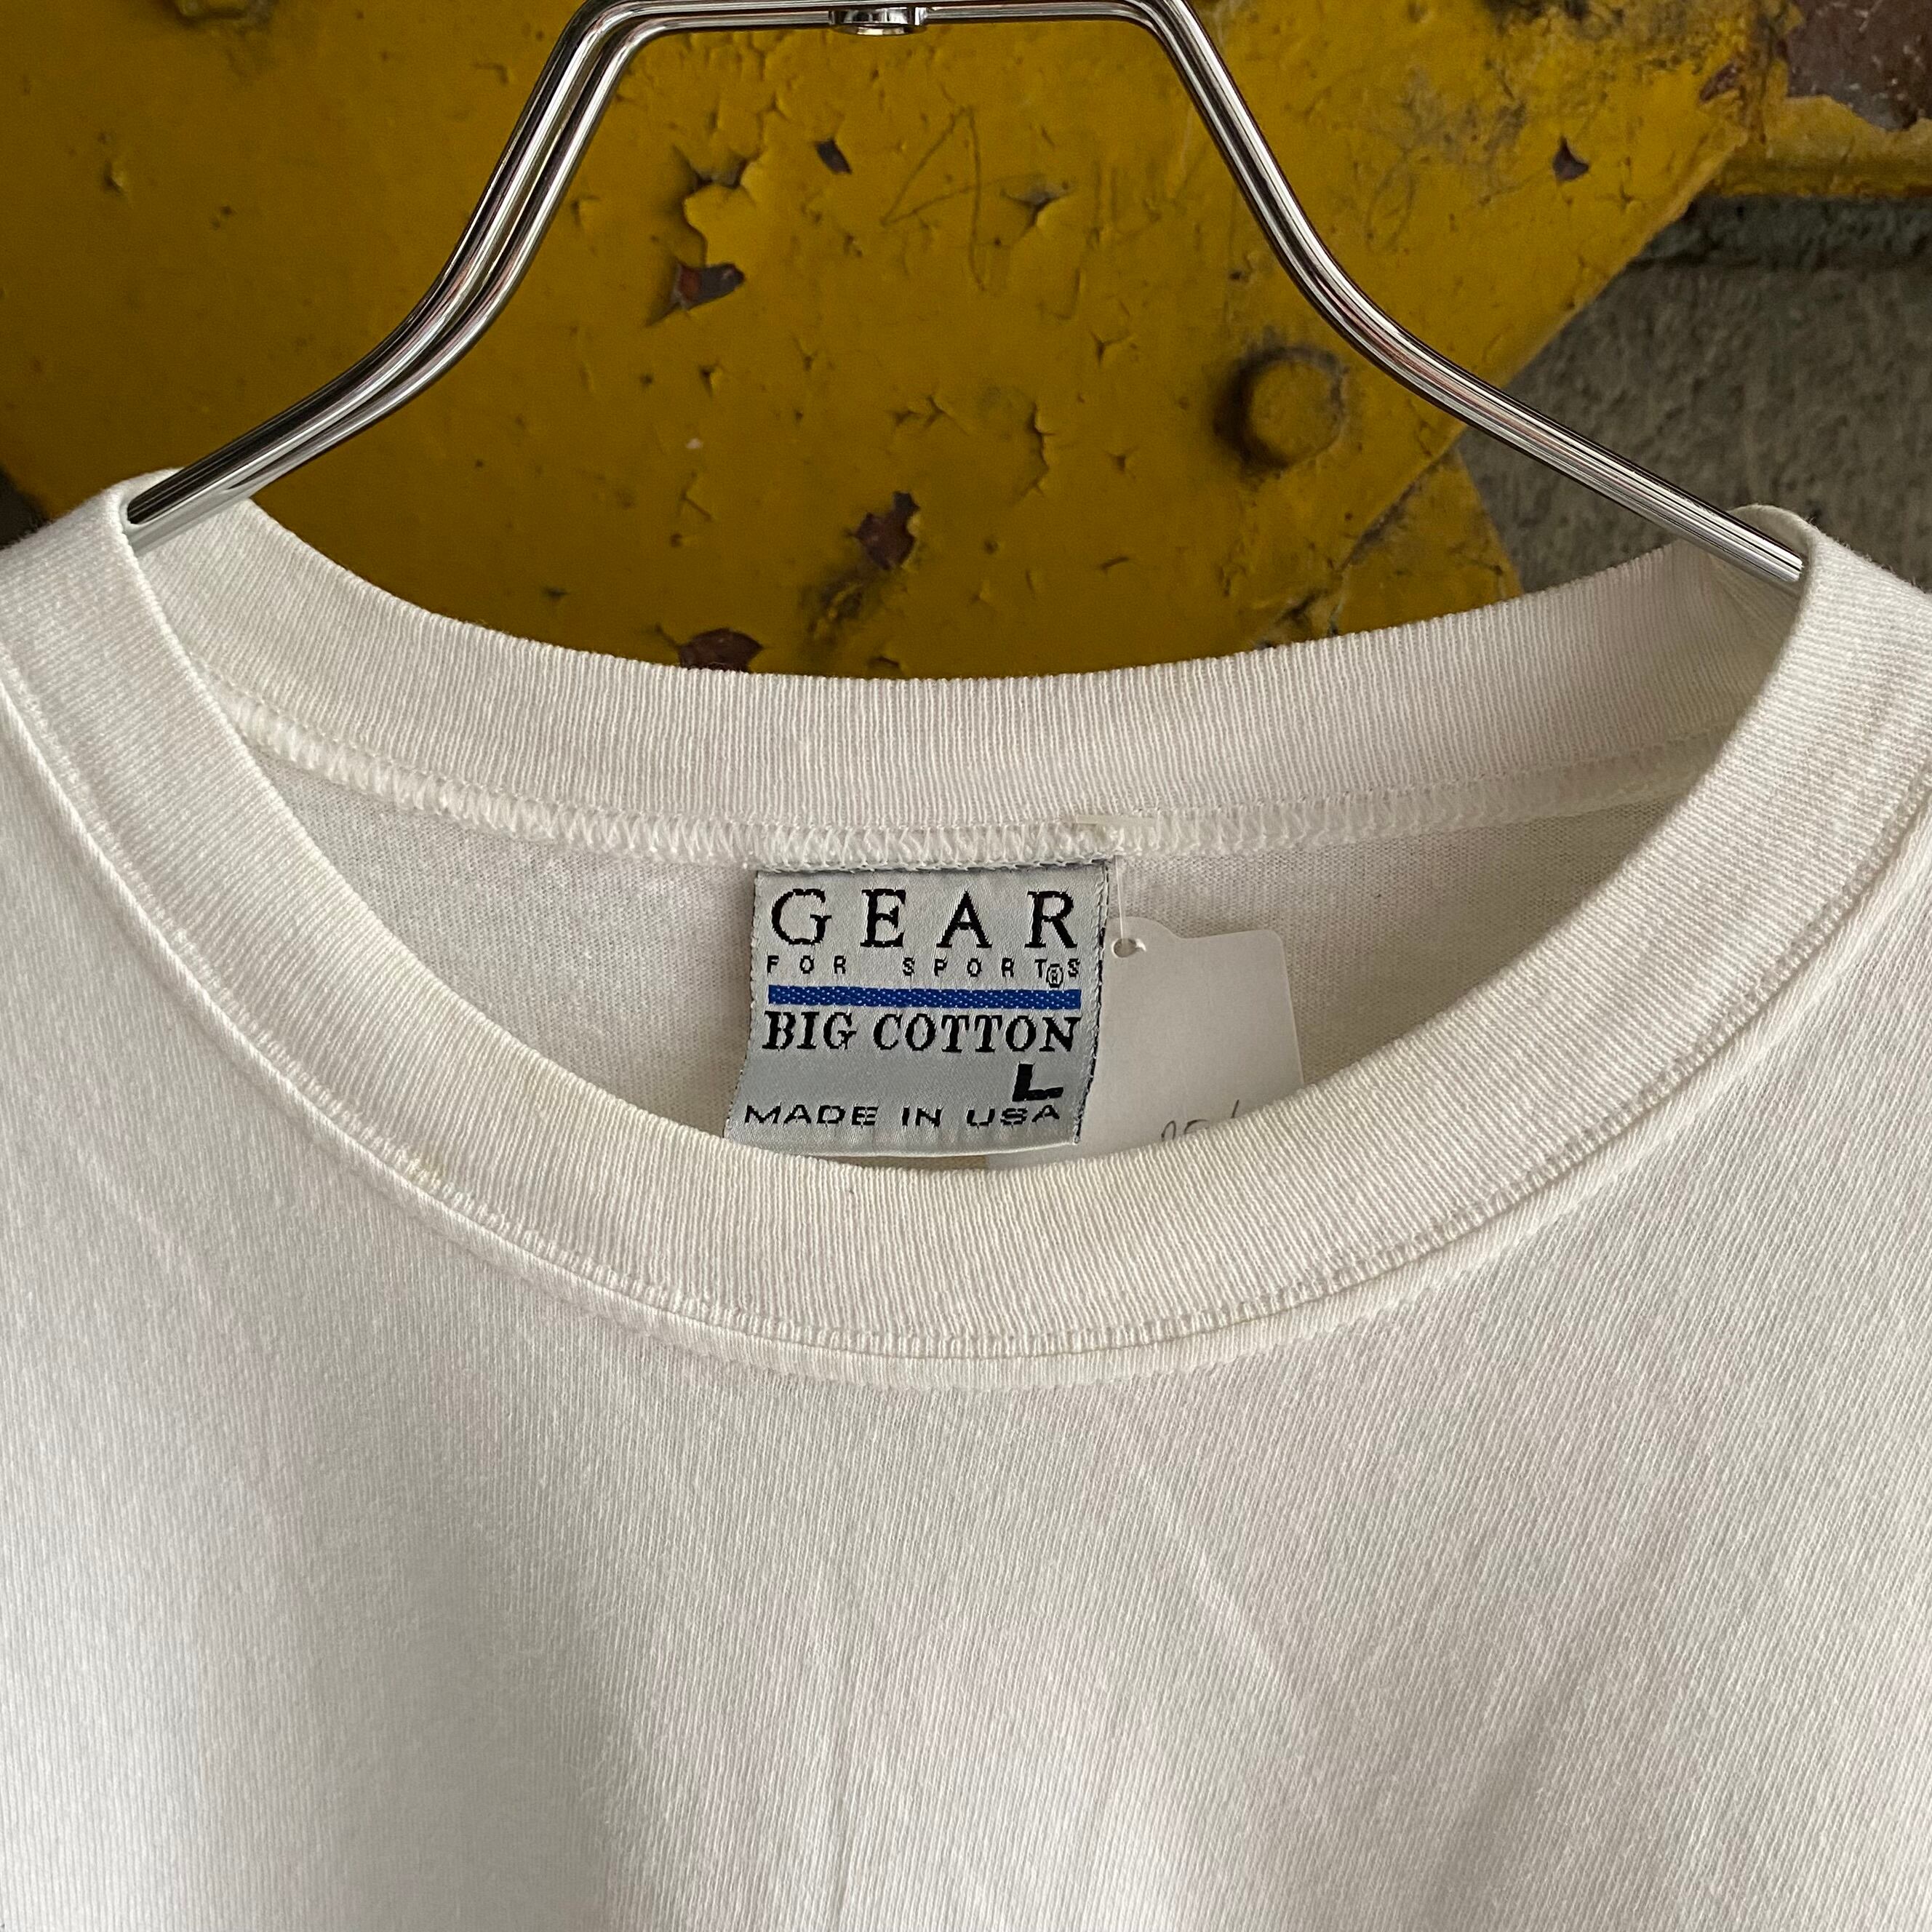 GEAR
FOR SPORTS®
BIG COTTON
L
MADE IN USA